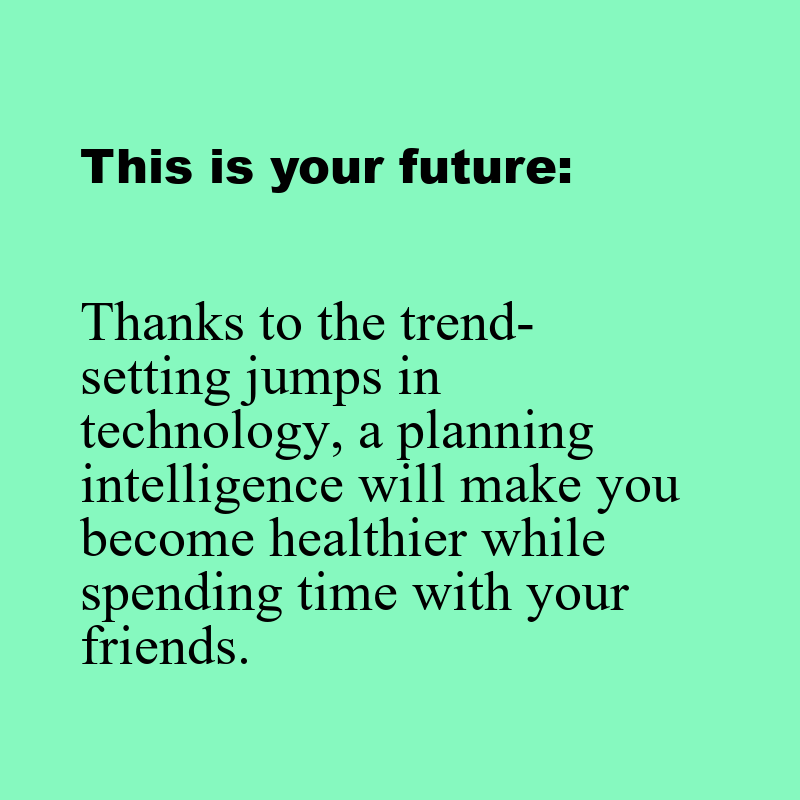 This is your future:
Thanks to the trend-
setting jumps in
technology, a planning
intelligence will make you
become healthier while
spending time with your
friends.